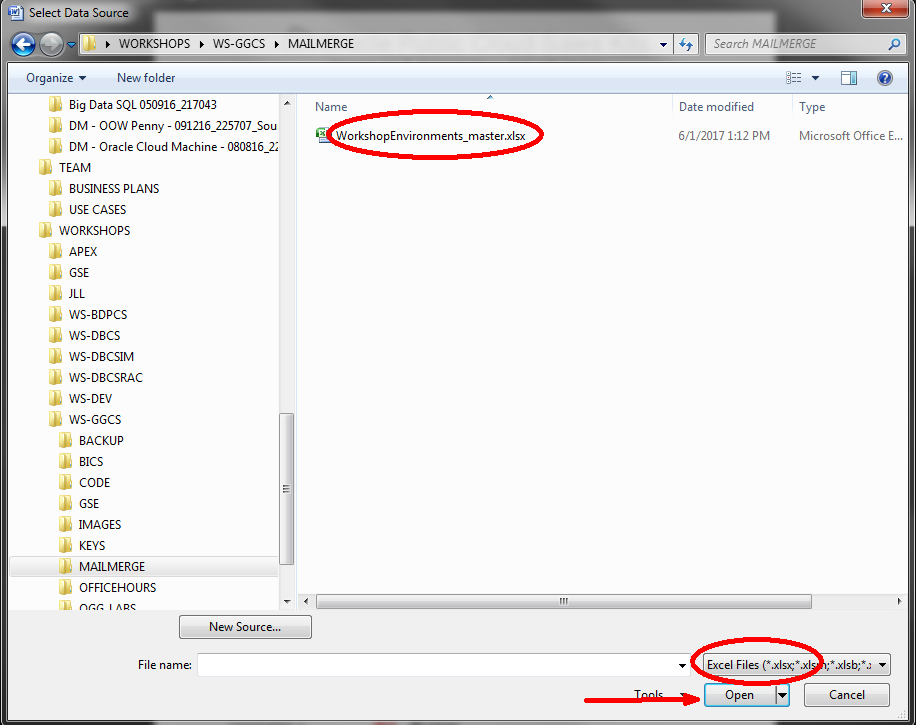 Select Data Source
WORKSHOPS WS-GGCS MAILMERGE
Search MAILMERGE
Organize New folder
Big Data SQL 050916_217043
DM - OOW Penny - 091216_225707_Sou
DM - Oracle Cloud Machine - 080816_22
TEAM
BUSINESS PLANS
USE CASES
WORKSHOPS
APEX
GSE
JLL
WS-BDPCS
WS-DBCS
WS-DBCSIM
WS-DBCSRAC
WS-DEV
WS-GGCS
BACKUP
BICS
CODE
GSE
IMAGES
KEYS
MAILMERGE
OFFICEHOURS
OGG_LABS
Name Date modified Type
WorkshopEnvironments_master.xlsx 6/1/2017 1:12 PM Microsoft Office E...
New Source...
File name:
Excel Files (*.xlsx;*.xlsm;*.xlsb;*.x
Tools Open Cancel